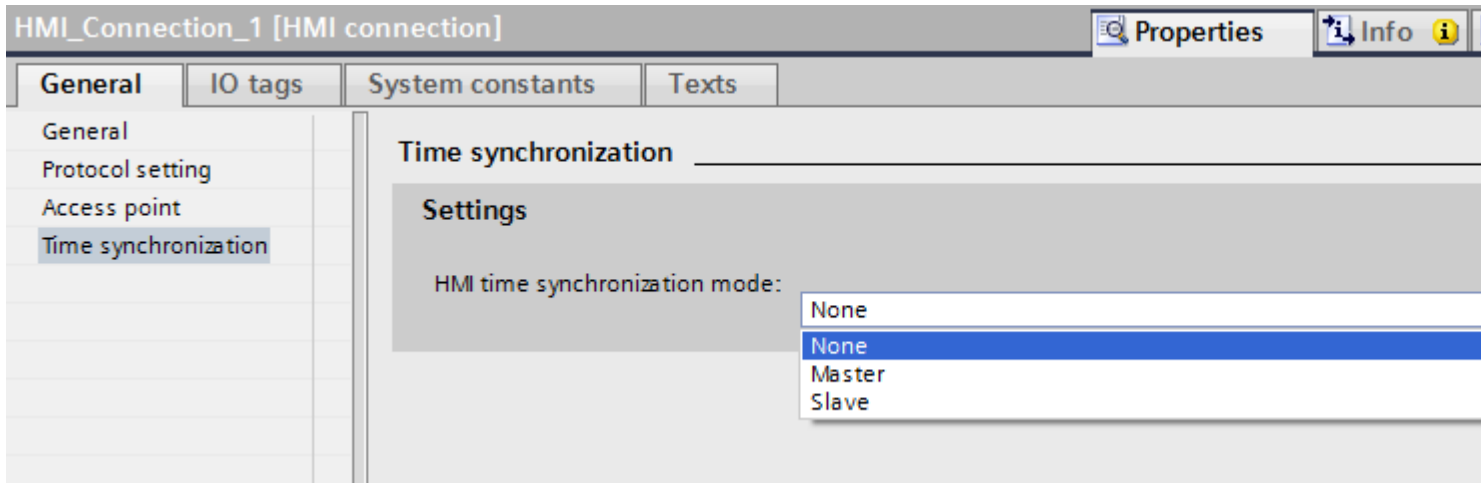 HMI_Connection_1 [HMI connection]
Properties
Info
General
IO tags
System constants
Texts
General
Protocol setting
Access point
Time synchronization
Time synchronization
Settings
HMI time synchronization mode:
None
None
Master
Slave